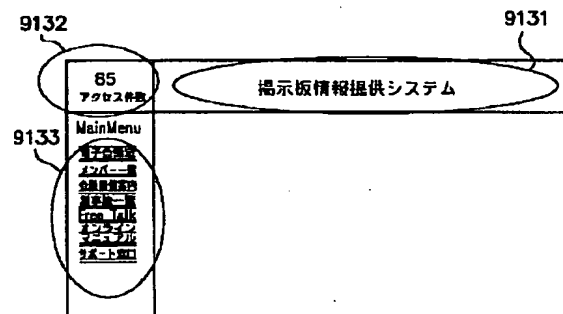 9132
9131
85
アクセス件数
掲示板情報提供システム
MainMenu
9133
メンバー一覧
Free Talk
オンライン
マニュアル
サポート窓口